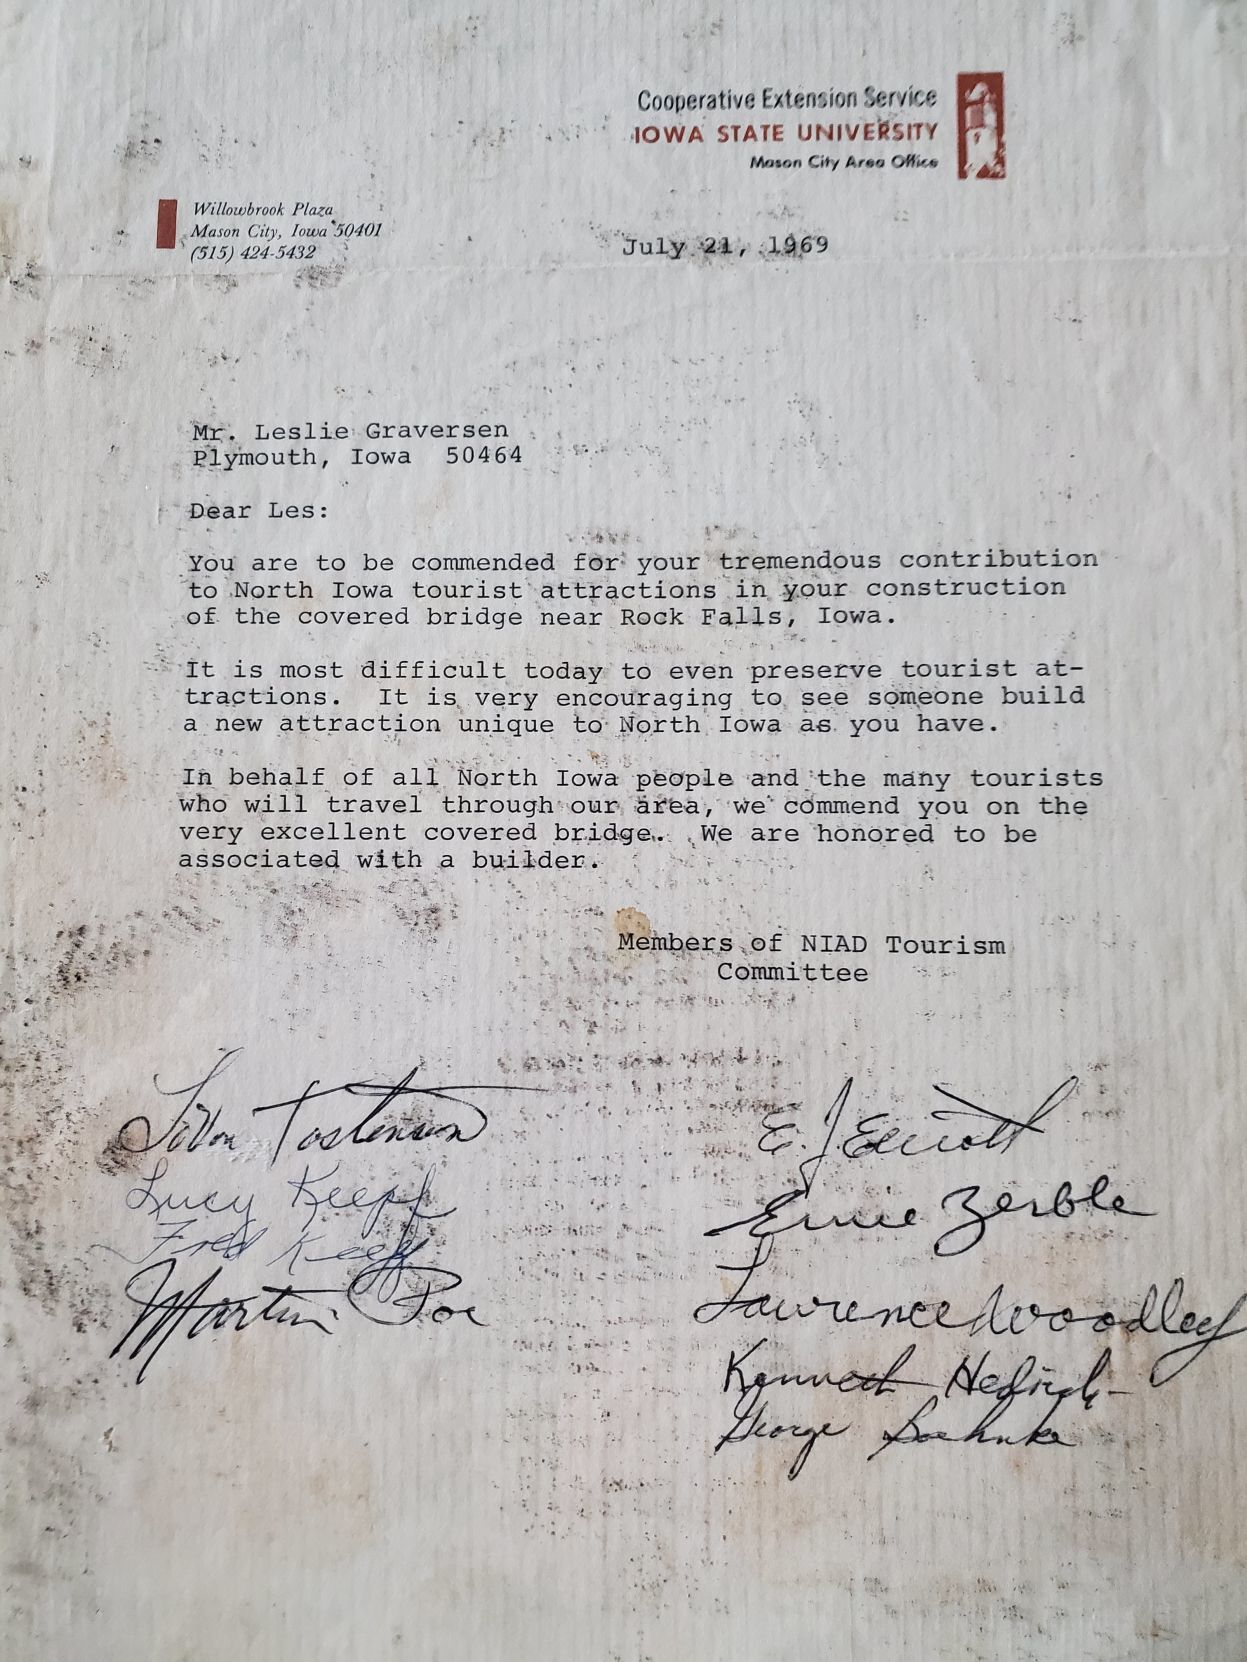 Cooperative Extension Service
IOWA STATE UNIVERSITY
Mason City Area Office
Willowbrook Plaza
Mason City, Iowa 50401
(515) 424-5432
July 21, 1969
Mr. Leslie Graversen
Plymouth, Iowa  50464
Dear Les:
You are to be commended for your tremendous contribution
to North Iowa tourist attractions in your construction
of the covered bridge near Rock Falls, Iowa.
It is most difficult today to even preserve tourist at-
tractions.  It is very encouraging to see someone build
a new attraction unique to North Iowa as you have.
In behalf of all North Iowa people and the many tourists
who will travel through our area, we commend you on the
very excellent covered bridge.  We are honored to be
associated with a builder.
Members of NIAD Tourism
Committee
Tostenson
Lucy Keepf
Fred
Martin Poe
E. J. Elliott
Ernie Zerble
Lawrence Woodley
Kenneth
George Boehnke